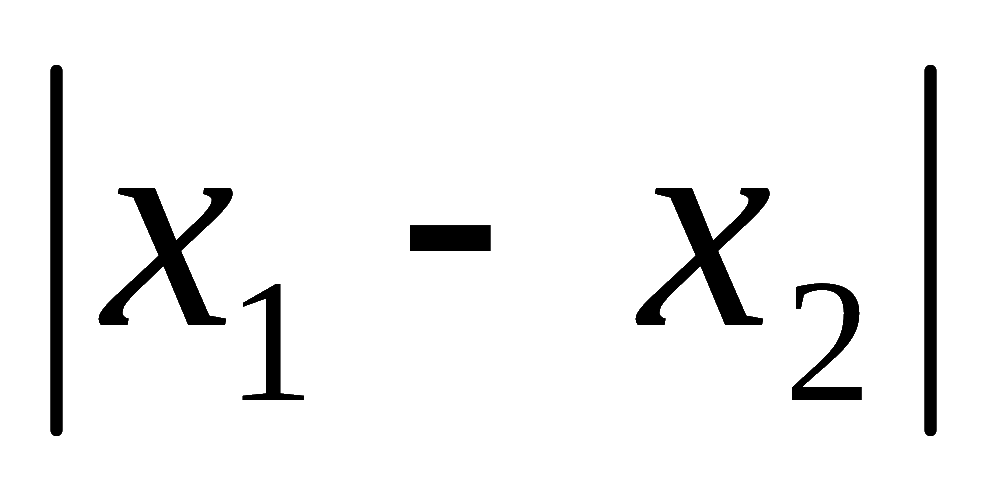 |x₁ - x₂|